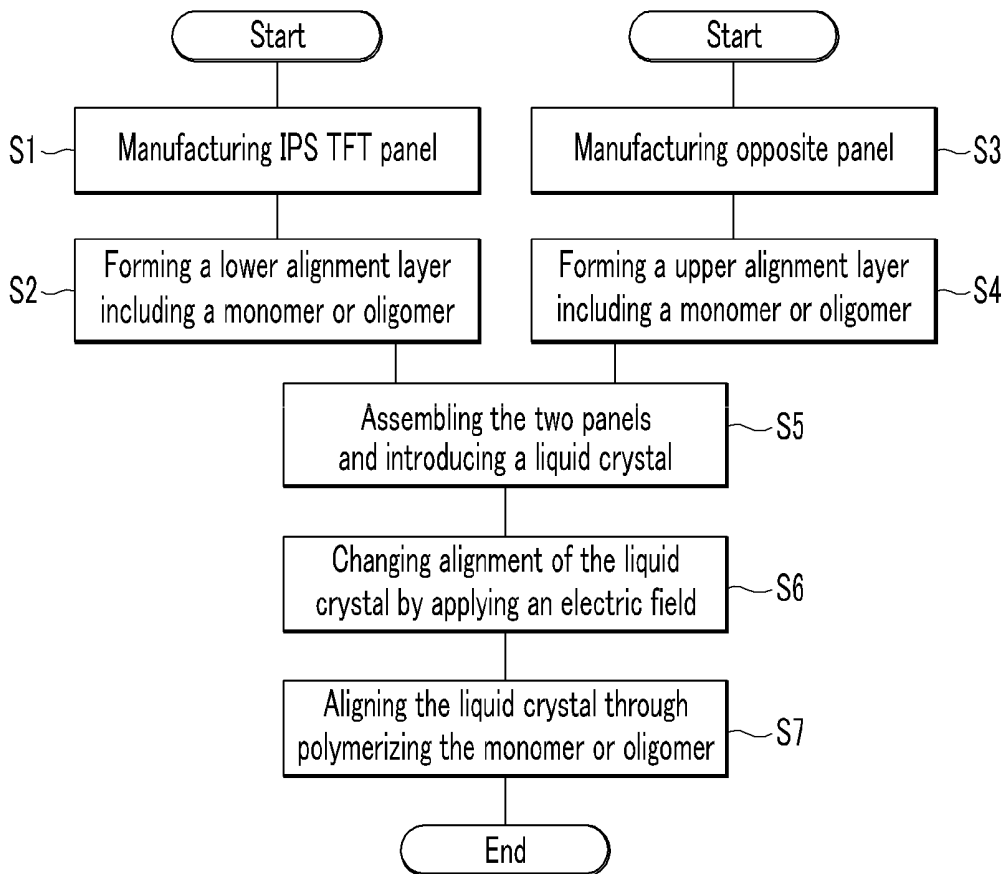 Start
Start
S1
Manufacturing IPS TFT panel
Manufacturing opposite panel
S3
S2
Forming a lower alignment layer
including a monomer or oligomer
Forming a upper alignment layer
including a monomer or oligomer
S4
Assembling the two panels
and introducing a liquid crystal
S5
Changing alignment of the liquid
crystal by applying an electric field
S6
Aligning the liquid crystal through
polymerizing the monomer or oligomer
S7
End